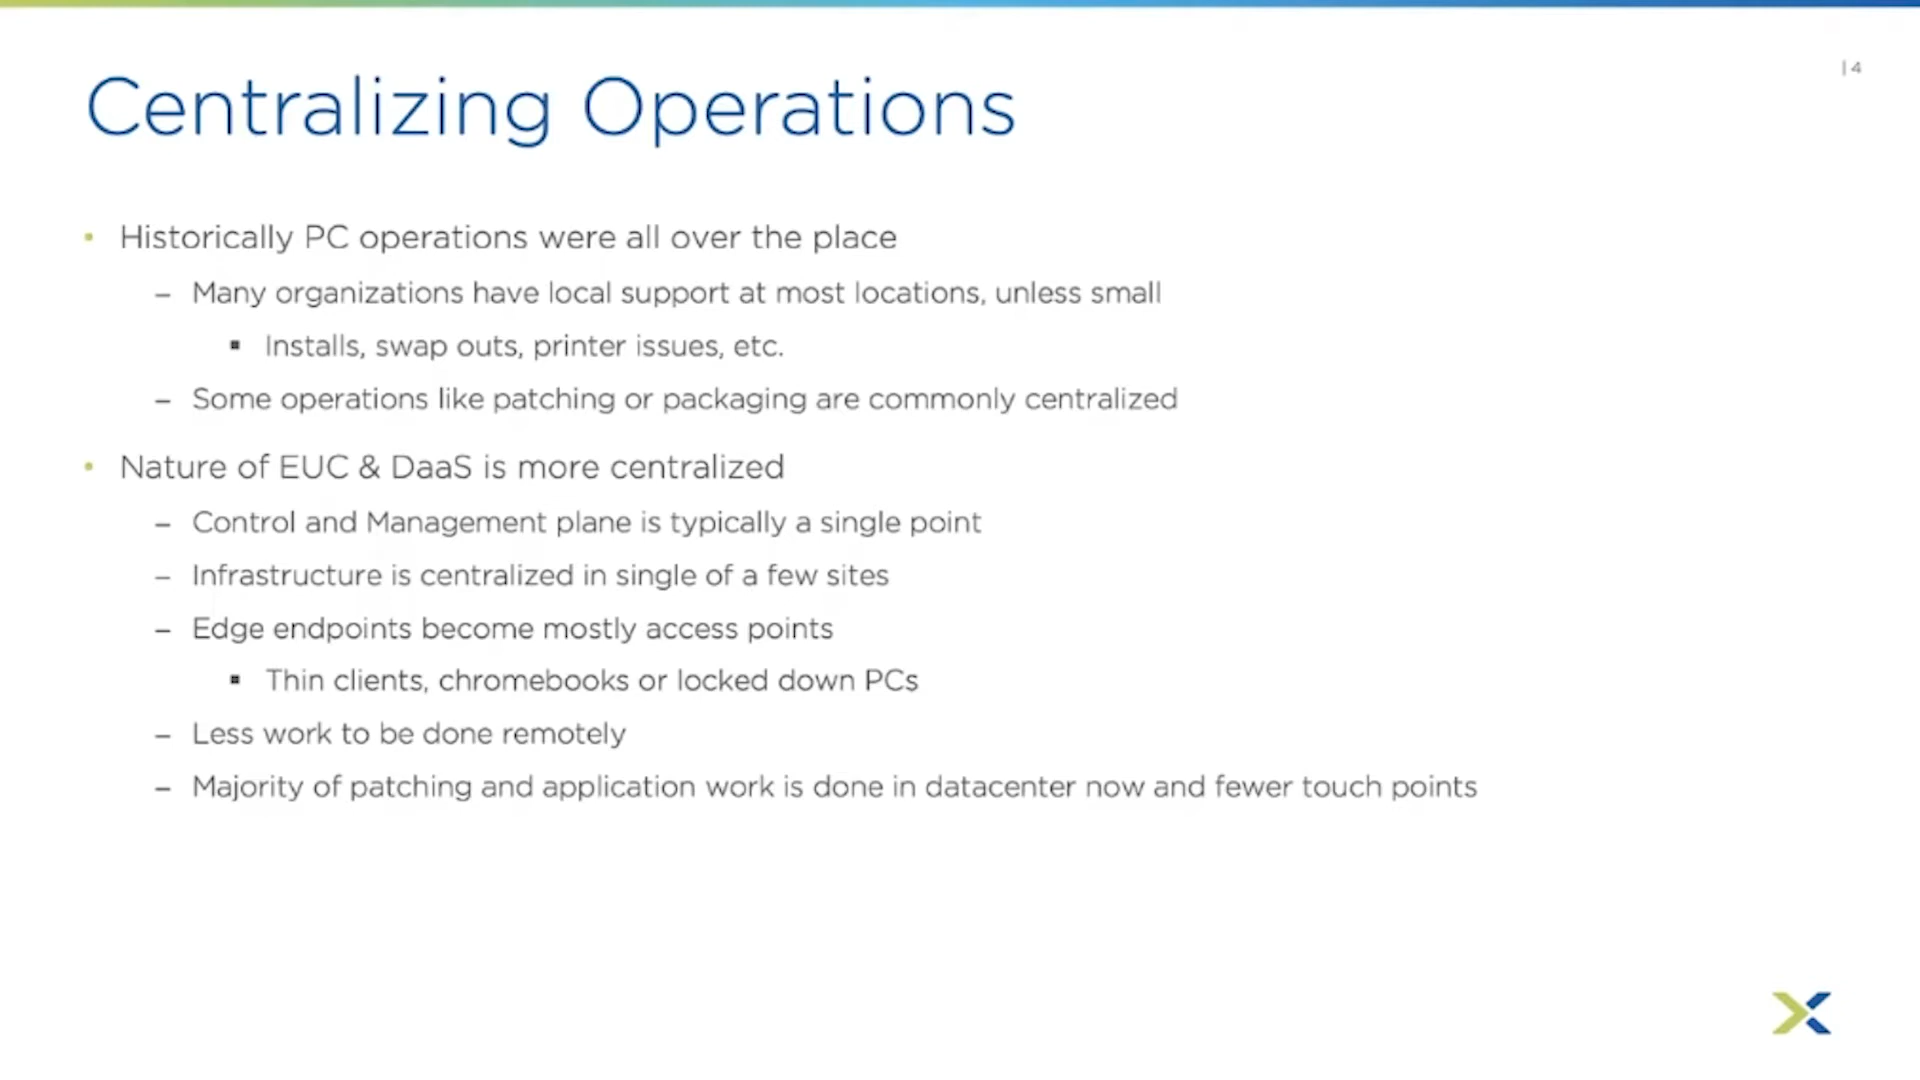 | 4
Centralizing Operations
• Historically PC operations were all over the place
– Many organizations have local support at most locations, unless small
▪ Installs, swap outs, printer issues, etc.
– Some operations like patching or packaging are commonly centralized
• Nature of EUC & DaaS is more centralized
– Control and Management plane is typically a single point
– Infrastructure is centralized in single of a few sites
– Edge endpoints become mostly access points
▪ Thin clients, chromebooks or locked down PCs
– Less work to be done remotely
– Majority of patching and application work is done in datacenter now and fewer touch points